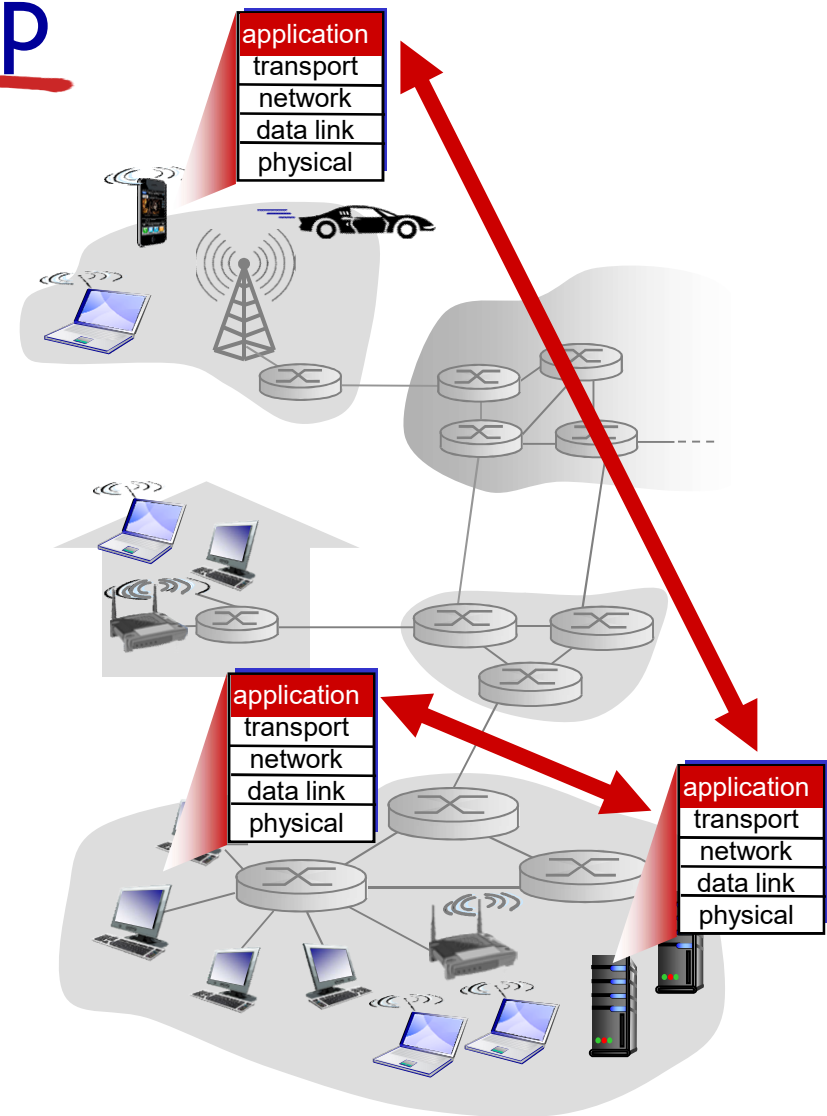 p
application
transport
network
data link
physical
application
transport
network
data link
physical
application
transport
network
data link
physical